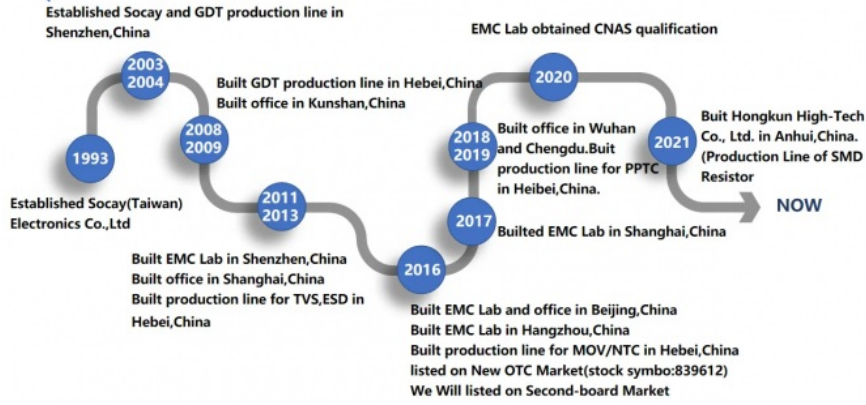 Established Socay and GDT production line in
Shenzhen,China
2003
2004
EMC Lab obtained CNAS qualification
2020
Built GDT production line in Hebei,China
Built office in Kunshan,China
2008
2009
1993
Established Socay(Taiwan)
Electronics Co.,Ltd
2011
2013
Built EMC Lab in Shenzhen,China
Built office in Shanghai,China
Built production line for TVS,ESD in
Hebei,China
2016
Built EMC Lab and office in Beijing,China
Built EMC Lab in Hangzhou,China
Built production line for MOV/NTC in Hebei,China
listed on New OTC Market(stock symbo:839612)
We Will listed on Second-board Market
2017
Builted EMC Lab in Shanghai,China
2018
2019
Built office in Wuhan
and Chengdu.Buit
production line for PPTC
in Heibei,China.
2021
Buit Hongkun High-Tech
Co., Ltd. in Anhui,China.
(Production Line of SMD
Resistor
NOW